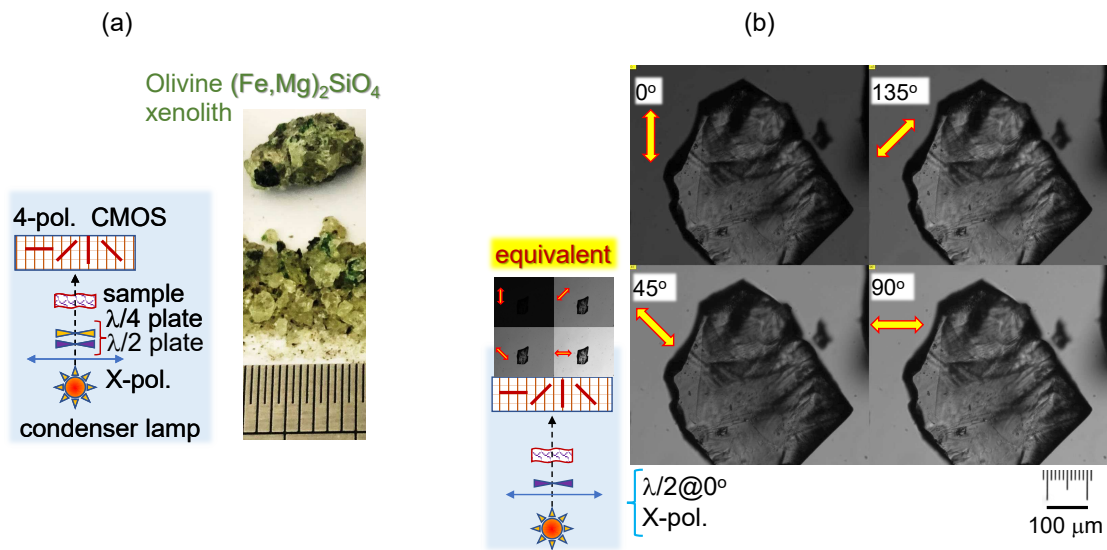 (a)
(b)
Olivine (Fe,Mg)₂SiO₄
xenolith
4-pol. CMOS
sample
λ/4 plate
λ/2 plate
X-pol.
condenser lamp
equivalent
0°
135°
45°
90°
λ/2@0°
X-pol.
100 μm